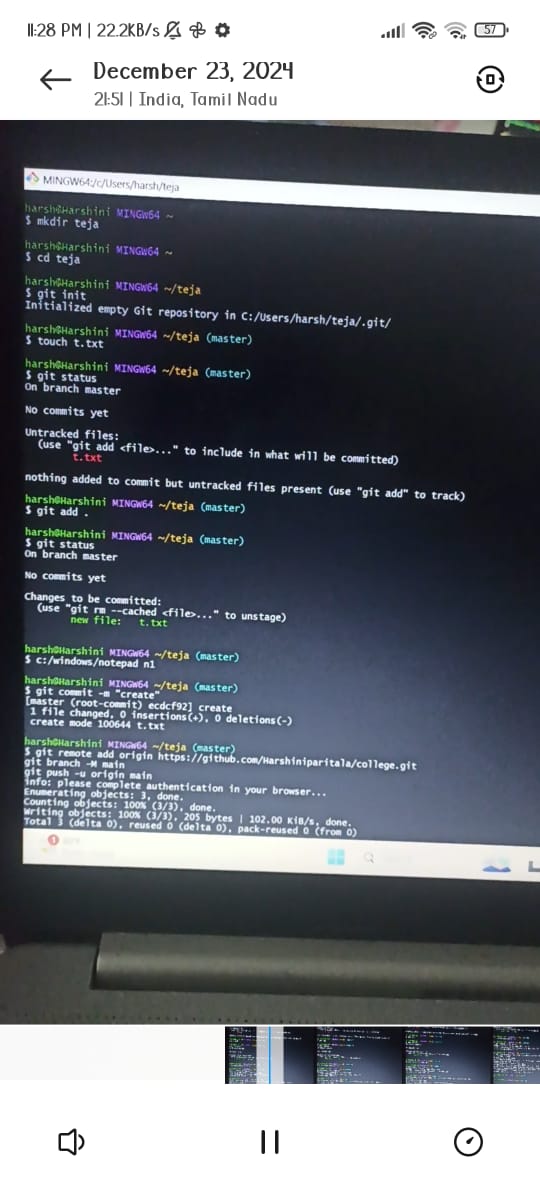 11:28 PM | 22.2KB/s
57
December 23, 2024
21:51 | India, Tamil Nadu
MINGW64:/c/Users/harsh/teja
harsh@Harshini MINGW64 ~
$ mkdir teja
harsh@Harshini MINGW64 ~
$ cd teja
harsh@Harshini MINGW64 ~/teja
$ git init
Initialized empty Git repository in C:/Users/harsh/teja/.git/
harsh@Harshini MINGW64 ~/teja (master)
$ touch t.txt
harsh@Harshini MINGW64 ~/teja (master)
$ git status
On branch master
No commits yet
Untracked files:
(use "git add <file>..." to include in what will be committed)
t.txt
nothing added to commit but untracked files present (use "git add" to track)
harsh@Harshini MINGW64 ~/teja (master)
$ git add .
harsh@Harshini MINGW64 ~/teja (master)
$ git status
On branch master
No commits yet
Changes to be committed:
(use "git rm --cached <file>..." to unstage)
new file: t.txt
harsh@Harshini MINGW64 ~/teja (master)
$ c:/windows/notepad n1
harsh@Harshini MINGW64 ~/teja (master)
$ git commit -m "create"
[master (root-commit) ecdcf92] create
1 file changed, 0 insertions(+), 0 deletions(-)
create mode 100644 t.txt
harsh@Harshini MINGW64 ~/teja (master)
$ git remote add origin https://github.com/Harshiniparitala/college.git
git branch -M main
git push -u origin main
info: please complete authentication in your browser...
Enumerating objects: 3, done.
Counting objects: 100% (3/3), done.
Writing objects: 100% (3/3), 205 bytes | 102.00 KiB/s, done.
Total 3 (delta 0), reused 0 (delta 0), pack-reused 0 (from 0)
1